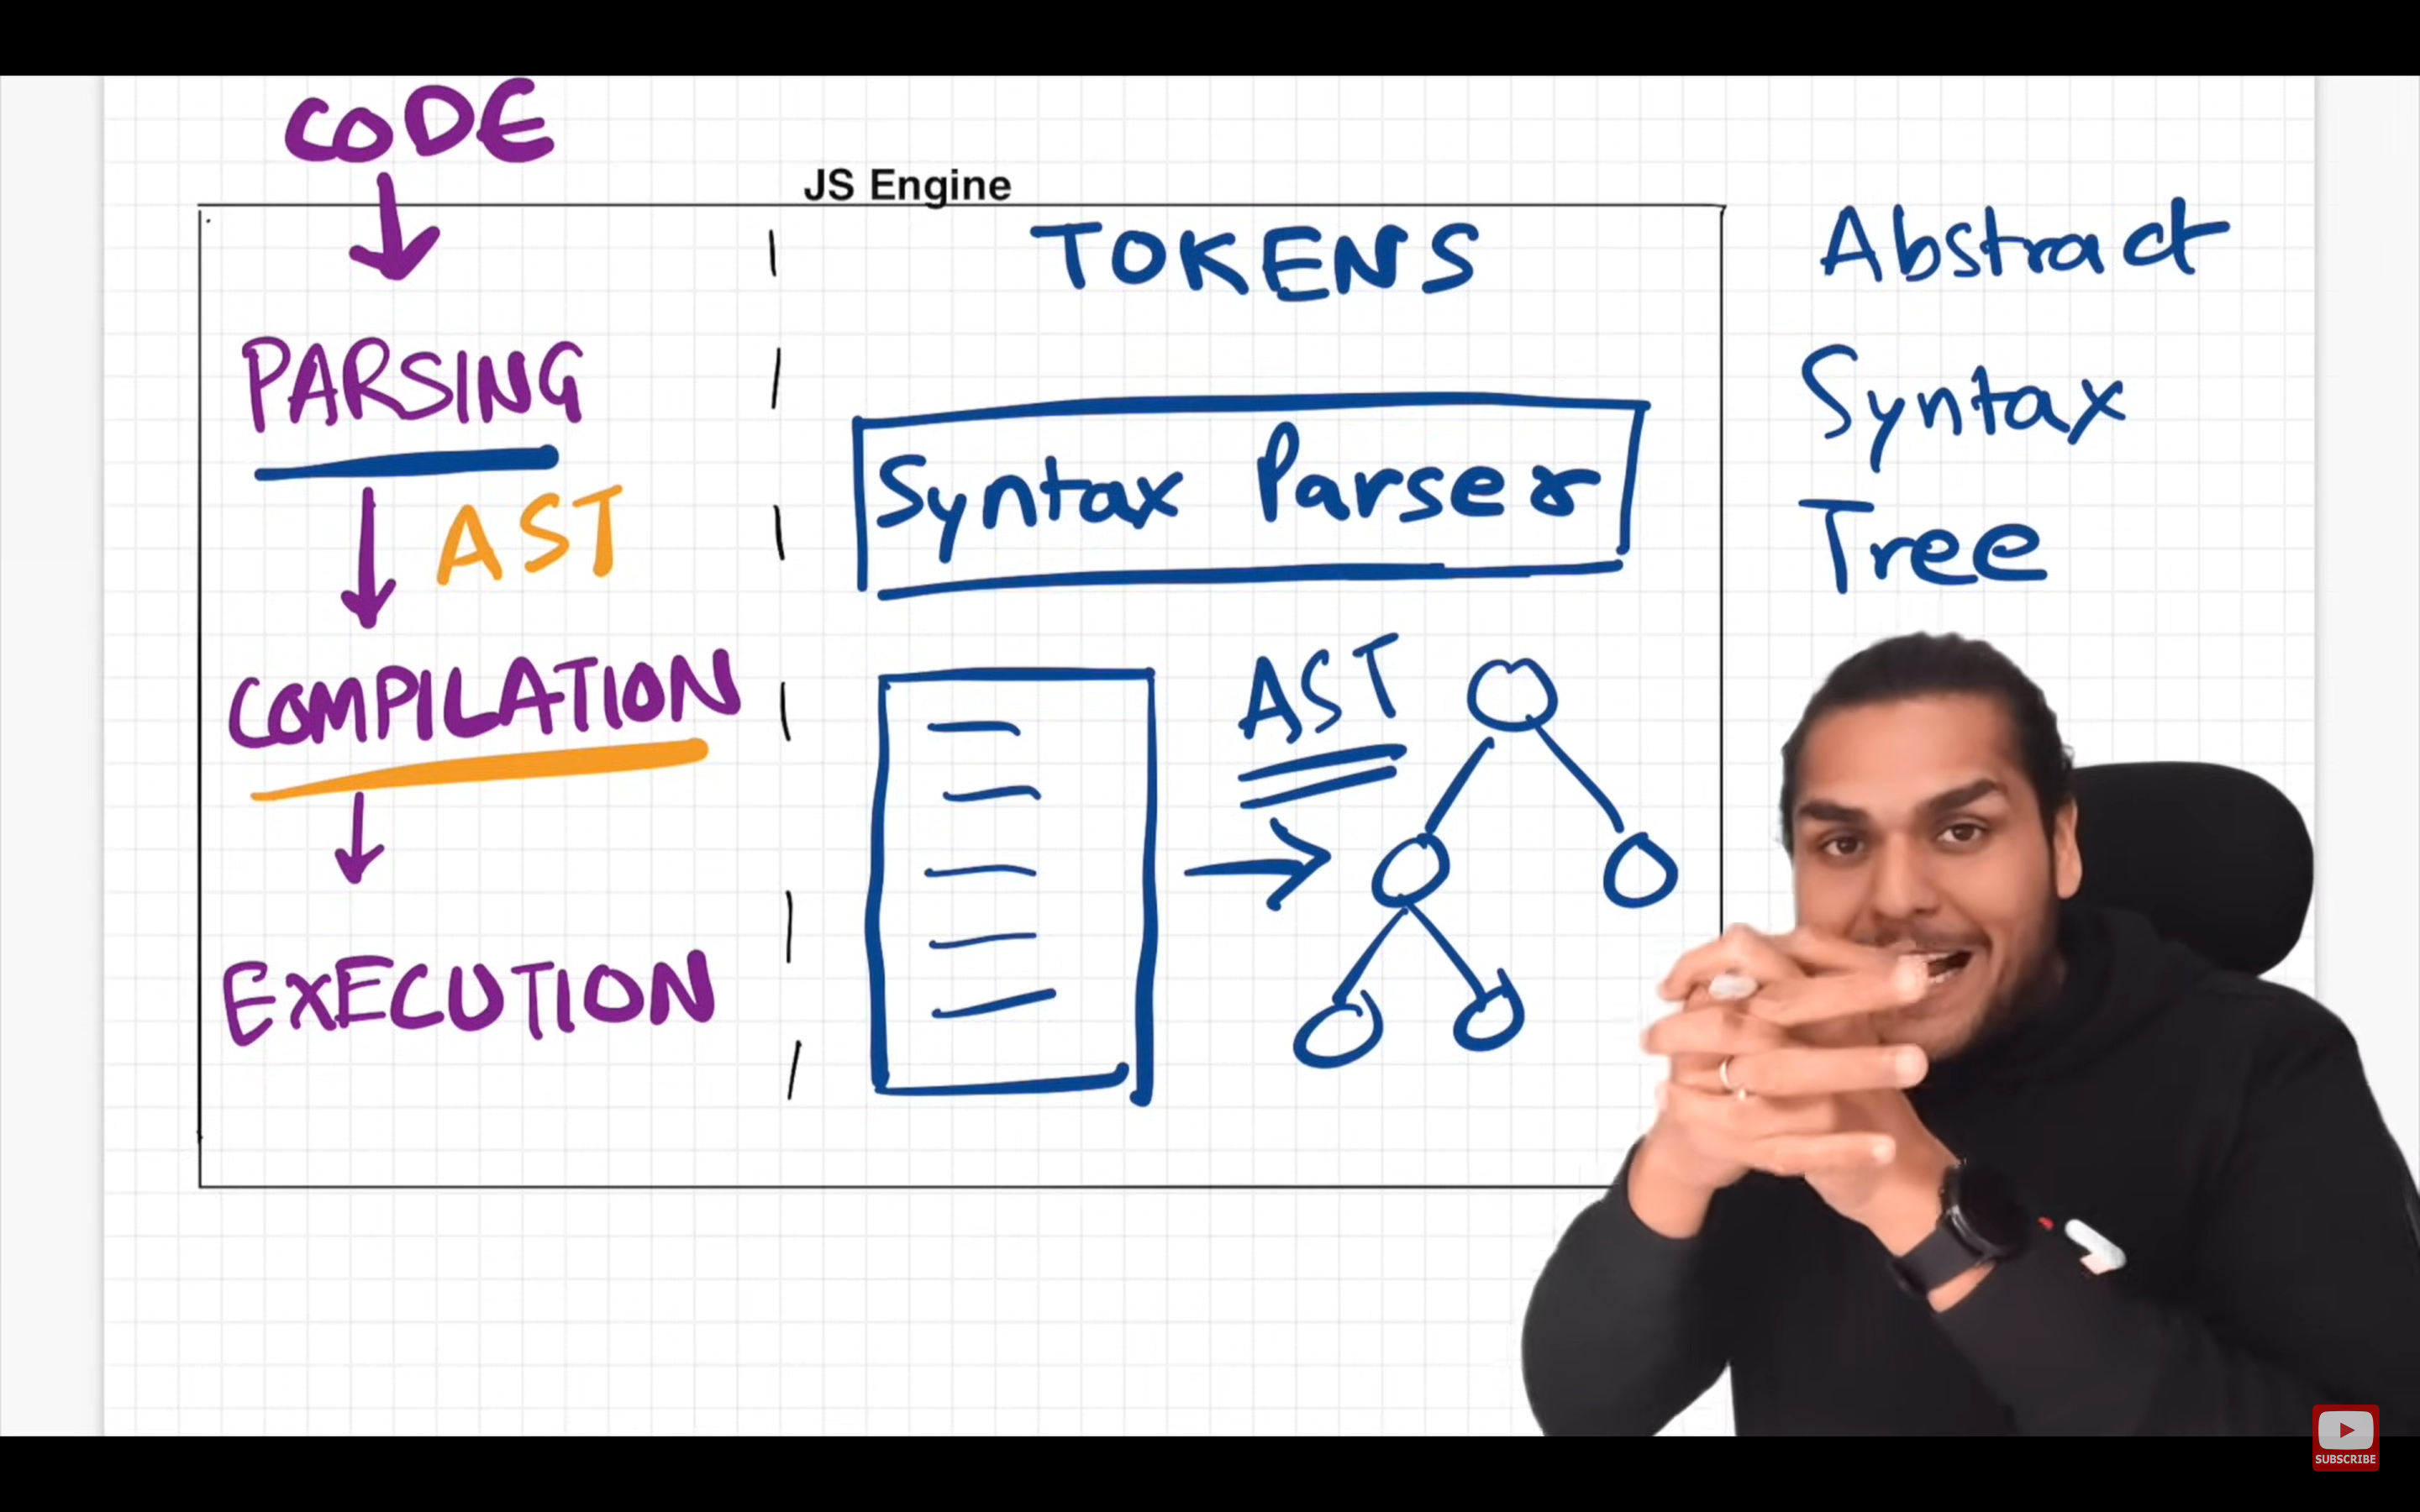 CODE
JS Engine
PARSING
AST
COMPILATION
EXECUTION
TOKENS
Syntax Parser
AST
Abstract
Syntax
Tree
SUBSCRIBE